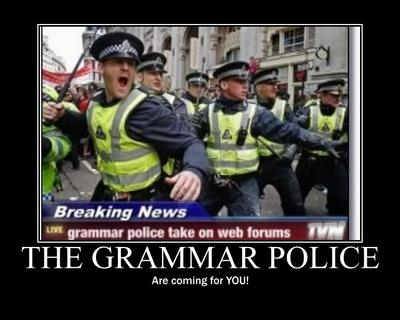 Breaking News
LIVE grammar police take on web forums TVN
THE GRAMMAR POLICE
Are coming for YOU!